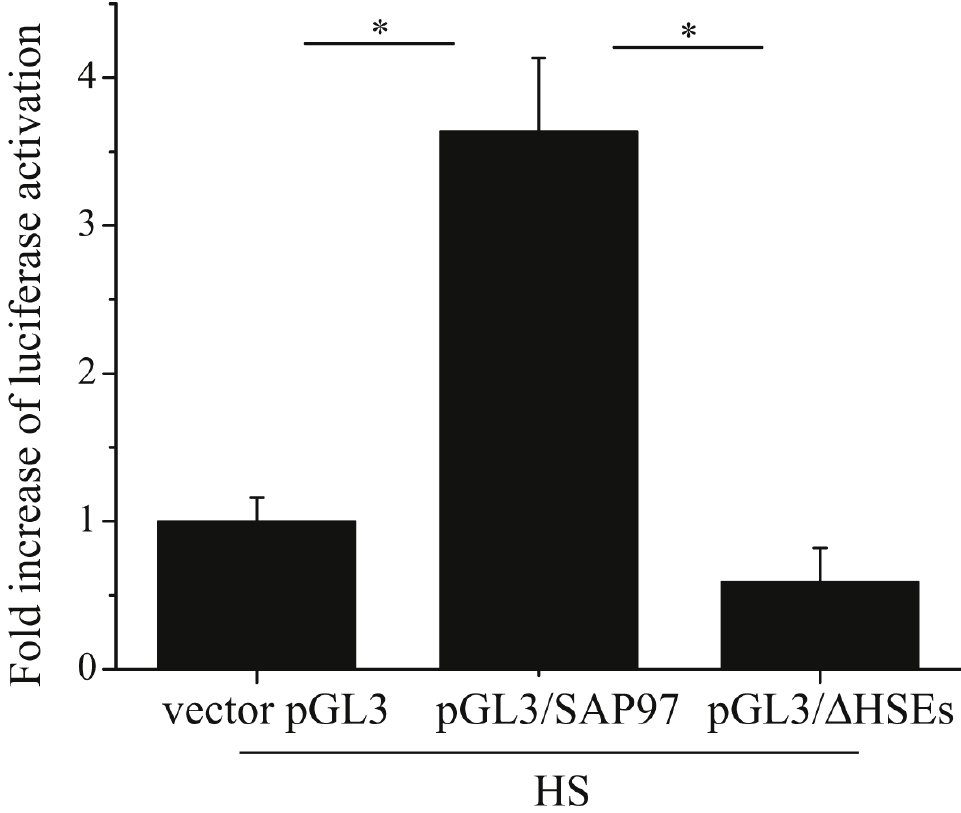 Fold increase of luciferase activation
4
3
2
1
0
*
*
vector pGL3
pGL3/SAP97
pGL3/ΔHSEs
HS